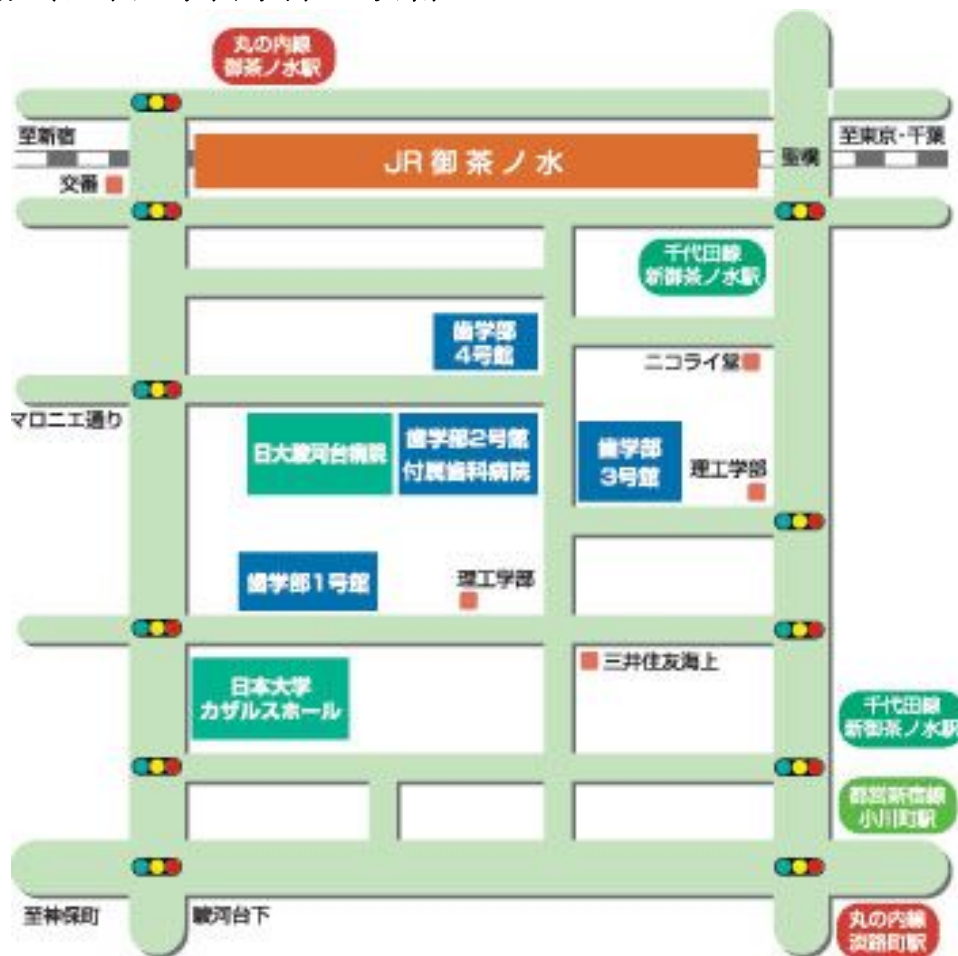 丸の内線
御茶ノ水駅
至新宿
JR御茶ノ水
聖橋
至東京・千葉
交番
千代田線
新御茶ノ水駅
歯学部
4号館
ニコライ堂
マロニエ通り
日大駿河台病院
歯学部2号館
付属歯科病院
歯学部
3号館
理工学部
歯学部1号館
理工学部
三井住友海上
日本大学
カザルスホール
千代田線
新御茶ノ水駅
都営新宿線
小川町駅
至神保町
駿河台下
丸の内線
淡路町駅